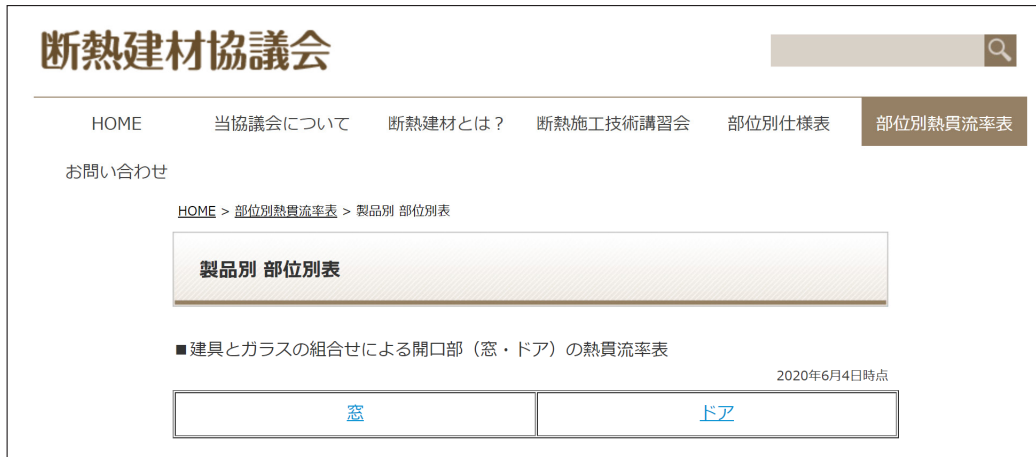 断熱建材協議会
HOME 当協議会について 断熱建材とは？ 断熱施工技術講習会 部位別仕様表 部位別熱貫流率表
お問い合わせ
HOME > 部位別熱貫流率表 > 製品別 部位別表
製品別 部位別表
■建具とガラスの組合せによる開口部（窓・ドア）の熱貫流率表
2020年6月4日時点
窓 ドア